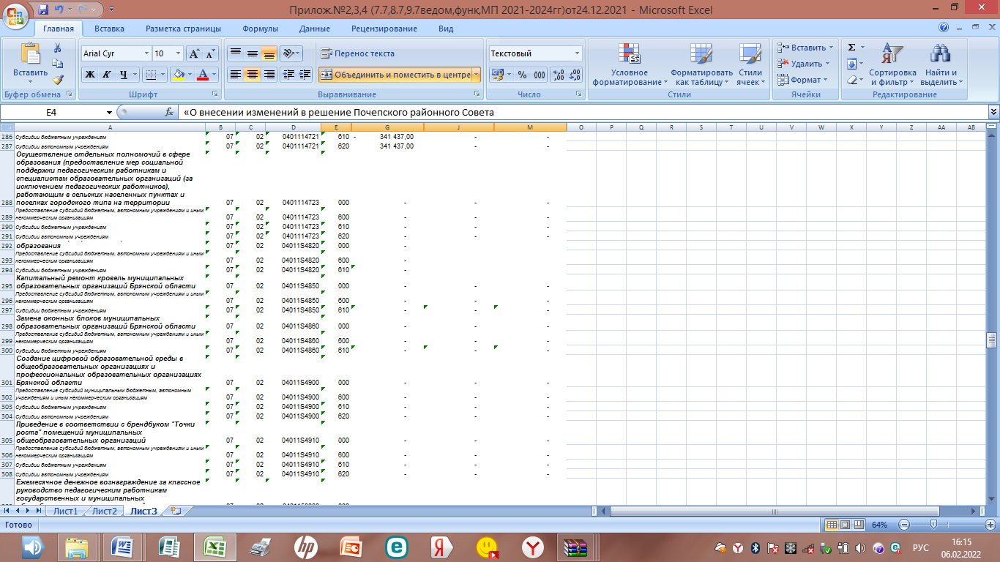 Прилож.№2,3,4 (7.7,8.7,9.7ведом,функ,МП 2021-2024гг)от24.12.2021 - Microsoft Excel
Главная Вставка Разметка страницы Формулы Данные Рецензирование Вид
Вставить
Arial Cyr 10
Ж К Ч
Перенос текста
Объединить и поместить в центре
Текстовый
% 000
Условное форматирование
Форматировать как таблицу
Стили ячеек
Вставить
Удалить
Формат
Сортировка и фильтр
Найти и выделить
Буфер обмена Шрифт Выравнивание Число Стили Ячейки Редактирование
E4 fx «О внесении изменений в решение Почепского районного Совета
A B C D E G J M O P Q R S T U V W X Y Z AA AB
286 Субсидии бюджетным учреждениям 07 02 0401114721 610 - 341 437,00 - -
287 Субсидии автономным учреждениям 07 02 0401114721 620 341 437,00 - -
Осуществление отдельных полномочий в сфере
образования (предоставление мер социальной
поддержки педагогическим работникам и
специалистам образовательных организаций (за
исключением педагогических работников),
работающим в сельских населенных пунктах и
288 поселках городского типа на территории 07 02 0401114723 000 - - -
Предоставление субсидий бюджетным, автономным учреждениям и иным
289 некоммерческим организациям 07 02 0401114723 600 - - -
290 Субсидии бюджетным учреждениям 07 02 0401114723 610 - - -
291 Субсидии автономным учреждениям 07 02 0401114723 620 - - -
292 образования 07 02 04011S4820 000 -
Предоставление субсидий бюджетным, автономным учреждениям и иным
293 некоммерческим организациям 07 02 04011S4820 600 -
294 Субсидии бюджетным учреждениям 07 02 04011S4820 610 -
Капитальный ремонт кровель муниципальных
295 образовательных организаций Брянской области 07 02 04011S4850 000 - - -
Предоставление субсидий бюджетным, автономным учреждениям и иным
296 некоммерческим организациям 07 02 04011S4850 600 - - -
297 Субсидии бюджетным учреждениям 07 02 04011S4850 610 - - -
Замена оконных блоков муниципальных
298 образовательных организаций Брянской области 07 02 04011S4860 000 - - -
Предоставление субсидий бюджетным, автономным учреждениям и иным
299 некоммерческим организациям 07 02 04011S4860 600 - - -
300 Субсидии бюджетным учреждениям 07 02 04011S4860 610 - - -
Создание цифровой образовательной среды в
общеобразовательных организациях и
профессиональных образовательных организациях
301 Брянской области 07 02 04011S4900 000 - - -
Предоставление субсидий муниципальным бюджетным, автономным
302 учреждениям и иным некоммерческим организациям 07 02 04011S4900 600 - - -
303 Субсидии бюджетным учреждениям 07 02 04011S4900 610 - - -
304 Субсидии автономным учреждениям 07 02 04011S4900 620 - - -
Приведение в соответствии с брендбуком "Точки
роста" помещений муниципальных
305 общеобразовательных организаций 07 02 04011S4910 000 - - -
Предоставление субсидий бюджетным, автономным учреждениям и иным
306 некоммерческим организациям 07 02 04011S4910 600 - - -
307 Субсидии бюджетным учреждениям 07 02 04011S4910 610 - - -
308 Субсидии автономным учреждениям 07 02 04011S4910 620 - - -
Ежемесячное денежное вознаграждение за классное
руководство педагогическим работникам
государственных и муниципальных
Лист1 Лист2 Лист3
Готово 64%
РУС 16:15
06.02.2022